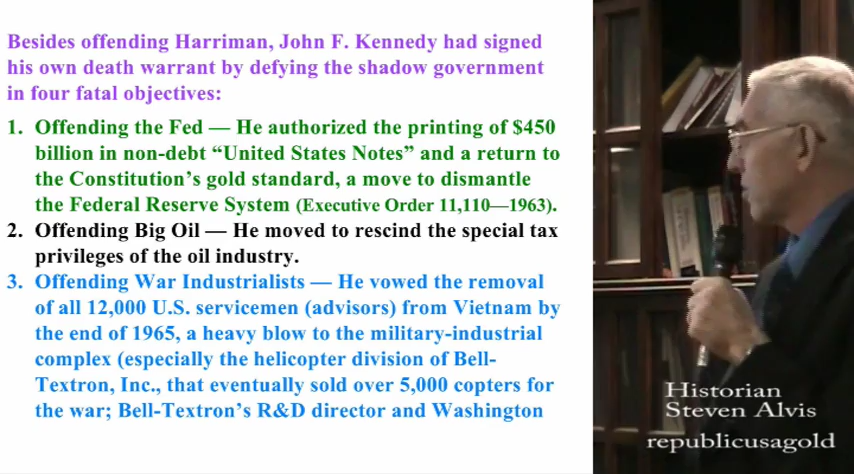 Besides offending Harriman, John F. Kennedy had signed
his own death warrant by defying the shadow government
in four fatal objectives:
1. Offending the Fed — He authorized the printing of $450
billion in non-debt “United States Notes” and a return to
the Constitution’s gold standard, a move to dismantle
the Federal Reserve System (Executive Order 11,110—1963).
2. Offending Big Oil — He moved to rescind the special tax
privileges of the oil industry.
3. Offending War Industrialists — He vowed the removal
of all 12,000 U.S. servicemen (advisors) from Vietnam by
the end of 1965, a heavy blow to the military-industrial
complex (especially the helicopter division of Bell-
Textron, Inc., that eventually sold over 5,000 copters for
the war; Bell-Textron’s R&D director and Washington
Historian
Steven Alvis
republicusagold